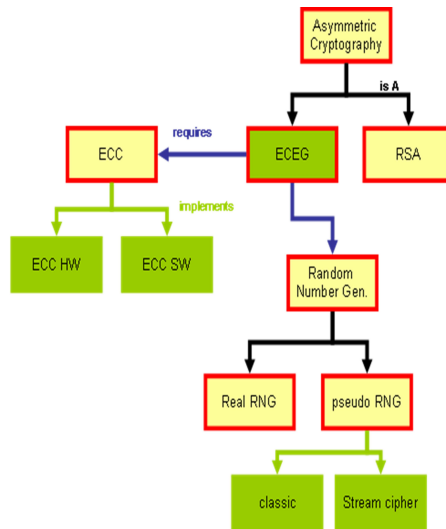 Asymmetric
Cryptography
is A
requires
ECC
ECEG
RSA
implements
ECC HW
ECC SW
Random
Number Gen.
Real RNG
pseudo RNG
classic
Stream cipher